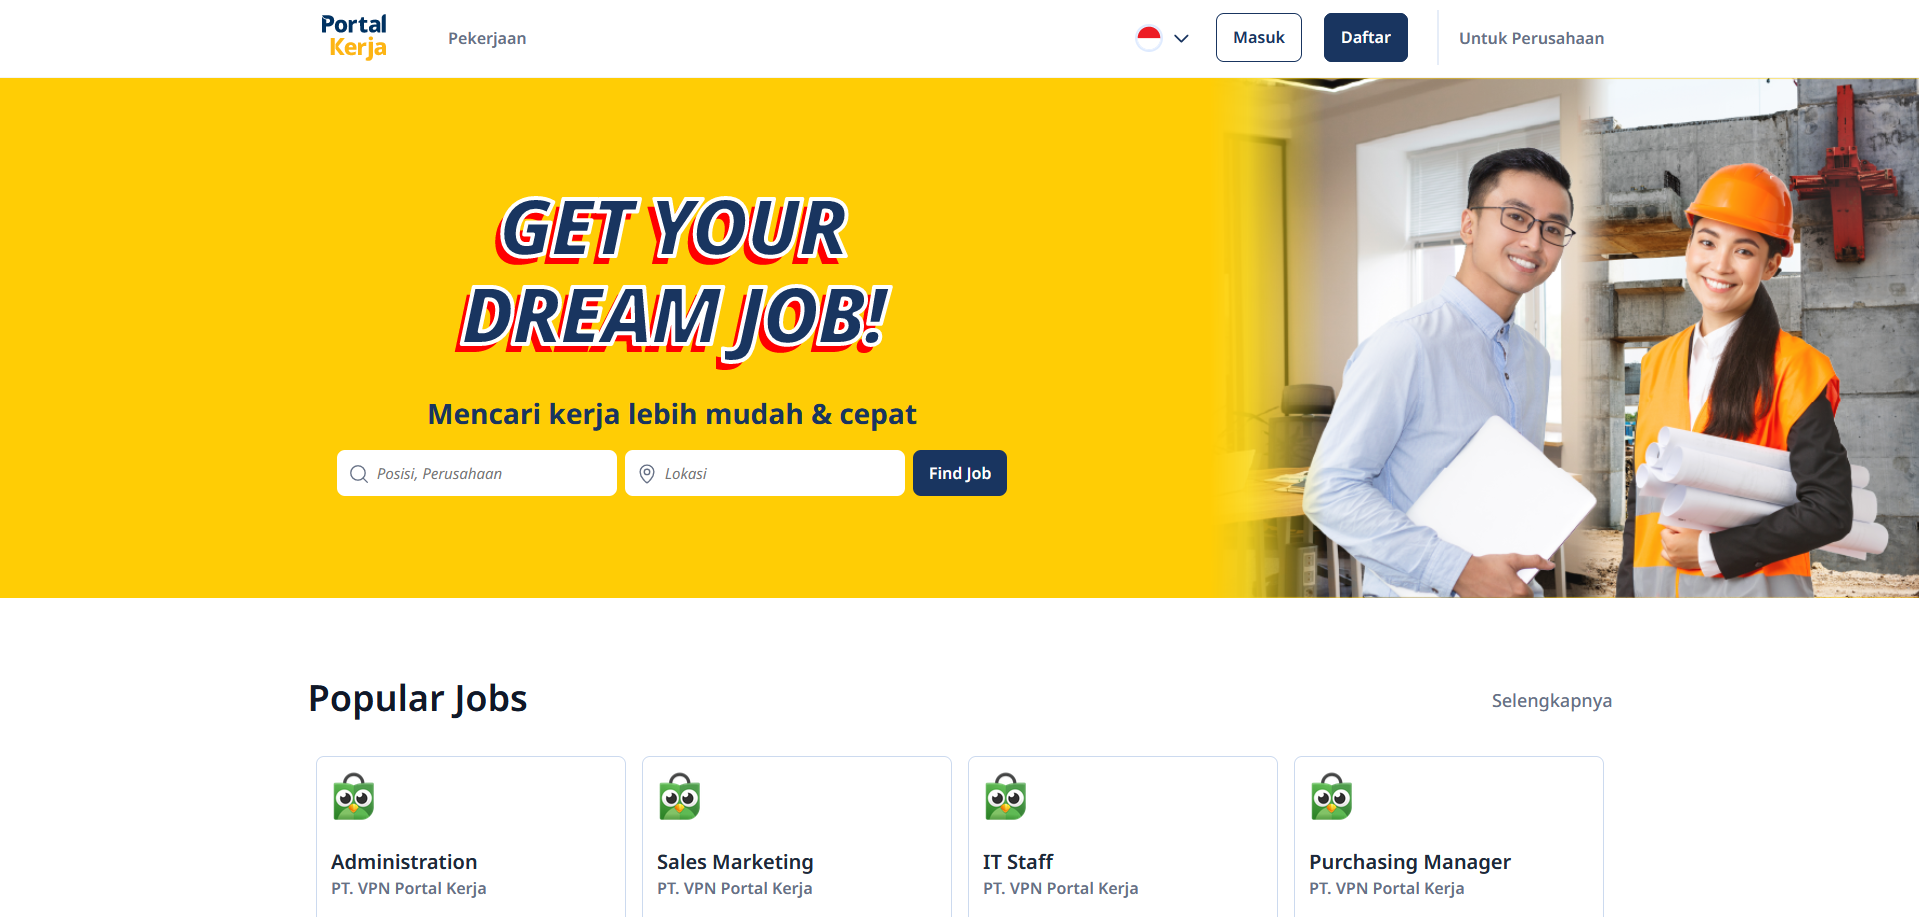 Portal
Kerja
Pekerjaan
Masuk
Daftar
Untuk Perusahaan
GET YOUR
DREAM JOB!
Mencari kerja lebih mudah & cepat
Posisi, Perusahaan
Lokasi
Find Job
Popular Jobs
Selengkapnya
Administration
PT. VPN Portal Kerja
Sales Marketing
PT. VPN Portal Kerja
IT Staff
PT. VPN Portal Kerja
Purchasing Manager
PT. VPN Portal Kerja